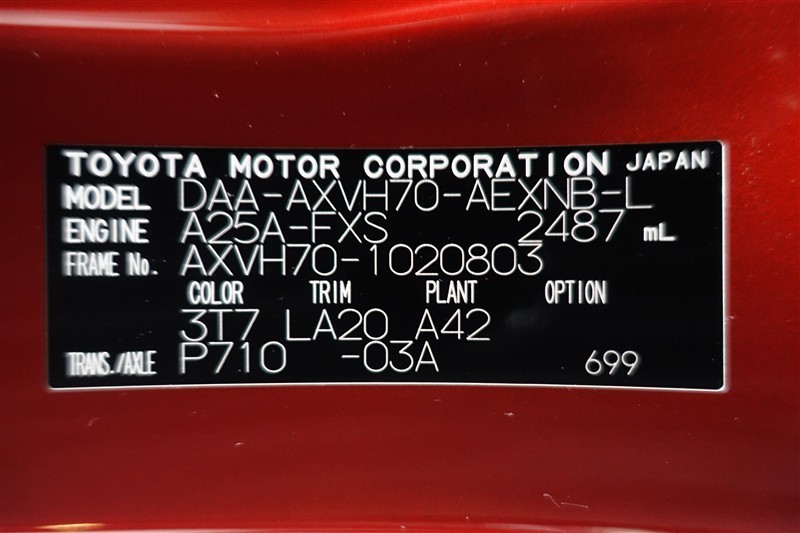 TOYOTA MOTOR CORPORATION JAPAN
MODEL DAA-AXVH70-AEXNB-L
ENGINE A25A-FXS 2487 mL
FRAME No. AXVH70-1020803
COLOR TRIM PLANT OPTION
3T7 LA20 A42
TRANS./AXLE P710 -03A 699